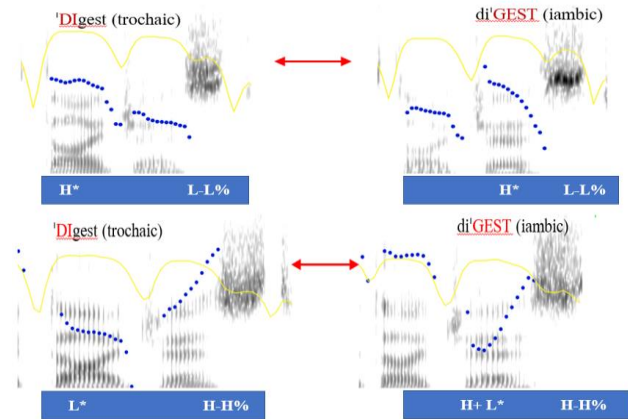 ˈDIgest (trochaic)
diˈGEST (iambic)
H* L-L%
H* L-L%
ˈDIgest (trochaic)
diˈGEST (iambic)
L* H-H%
H+ L* H-H%